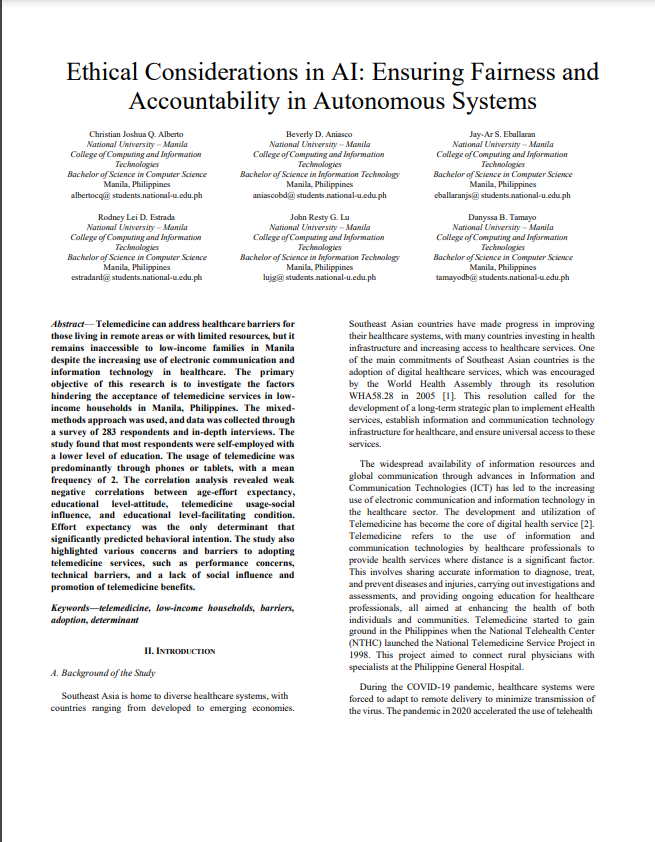 Ethical Considerations in AI: Ensuring Fairness and
Accountability in Autonomous Systems
Christian Joshua Q. Alberto
National University – Manila
College of Computing and Information
Technologies
Bachelor of Science in Computer Science
Manila, Philippines
albertocq@ students.national-u.edu.ph
Beverly D. Aniasco
National University – Manila
College of Computing and Information
Technologies
Bachelor of Science in Information Technology
Manila, Philippines
aniascobd@ students.national-u.edu.ph
Jay-Ar S. Eballaran
National University – Manila
College of Computing and Information
Technologies
Bachelor of Science in Computer Science
Manila, Philippines
eballaranjs@ students.national-u.edu.ph
Rodney Lei D. Estrada
National University – Manila
College of Computing and Information
Technologies
Bachelor of Science in Computer Science
Manila, Philippines
estradard@ students.national-u.edu.ph
John Resty G. Lu
National University – Manila
College of Computing and Information
Technologies
Bachelor of Science in Information Technology
Manila, Philippines
lujg@ students.national-u.edu.ph
Danyssa B. Tamayo
National University – Manila
College of Computing and Information
Technologies
Bachelor of Science in Computer Science
Manila, Philippines
tamayodb@ students.national-u.edu.ph
Abstract— Telemedicine can address healthcare barriers for
those living in remote areas or with limited resources, but it
remains inaccessible to low-income families in Manila
despite the increasing use of electronic communication and
information technology in healthcare. The primary
objective of this research is to investigate the factors
hindering the acceptance of telemedicine services in low-
income households in Manila, Philippines. The mixed-
methods approach was used, and data was collected through
a survey of 283 respondents and in-depth interviews. The
study found that most respondents were self-employed with
a lower level of education. The usage of telemedicine was
predominantly through phones or tablets, with a mean
frequency of 2. The correlation analysis revealed weak
negative correlations between age-effort expectancy,
educational level-attitude, telemedicine usage-social
influence, and educational level-facilitating condition.
Effort expectancy was the only determinant that
significantly predicted behavioral intention. The study also
highlighted various concerns and barriers to adopting
telemedicine services, such as performance concerns,
technical barriers, and a lack of social influence and
promotion of telemedicine benefits.
Keywords—telemedicine, low-income households, barriers,
adoption, determinant
II. INTRODUCTION
A. Background of the Study
Southeast Asia is home to diverse healthcare systems, with
countries ranging from developed to emerging economies.
Southeast Asian countries have made progress in improving
their healthcare systems, with many countries investing in health
infrastructure and increasing access to healthcare services. One
of the main commitments of Southeast Asian countries is the
adoption of digital healthcare services, which was encouraged
by the World Health Assembly through its resolution
WHA58.28 in 2005 [1]. This resolution called for the
development of a long-term strategic plan to implement eHealth
services, establish information and communication technology
infrastructure for healthcare, and ensure universal access to these
services.
The widespread availability of information resources and
global communication through advances in Information and
Communication Technologies (ICT) has led to the increasing
use of electronic communication and information technology in
the healthcare sector. The development and utilization of
Telemedicine has become the core of digital health service [2].
Telemedicine refers to the use of information and
communication technologies by healthcare professionals to
provide health services where distance is a significant factor.
This involves sharing accurate information to diagnose, treat,
and prevent diseases and injuries, carrying out investigations and
assessments, and providing ongoing education for healthcare
professionals, all aimed at enhancing the health of both
individuals and communities. Telemedicine started to gain
ground in the Philippines when the National Telehealth Center
(NTHC) launched the National Telemedicine Service Project in
1998. This project aimed to connect rural physicians with
specialists at the Philippine General Hospital.
During the COVID-19 pandemic, healthcare systems were
forced to adapt to remote delivery to minimize transmission of
the virus. The pandemic in 2020 accelerated the use of telehealth